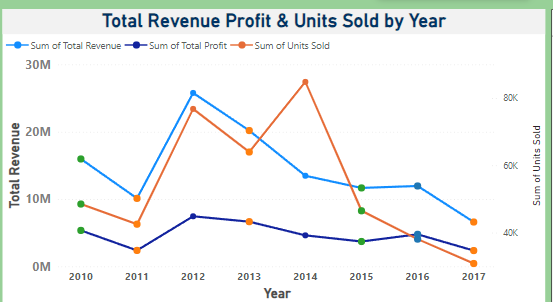 Total Revenue Profit & Units Sold by Year
Sum of Total Revenue Sum of Total Profit Sum of Units Sold
30M
20M
10M
0M
Total Revenue
80K
60K
40K
Sum of Units Sold
2010 2011 2012 2013 2014 2015 2016 2017
Year